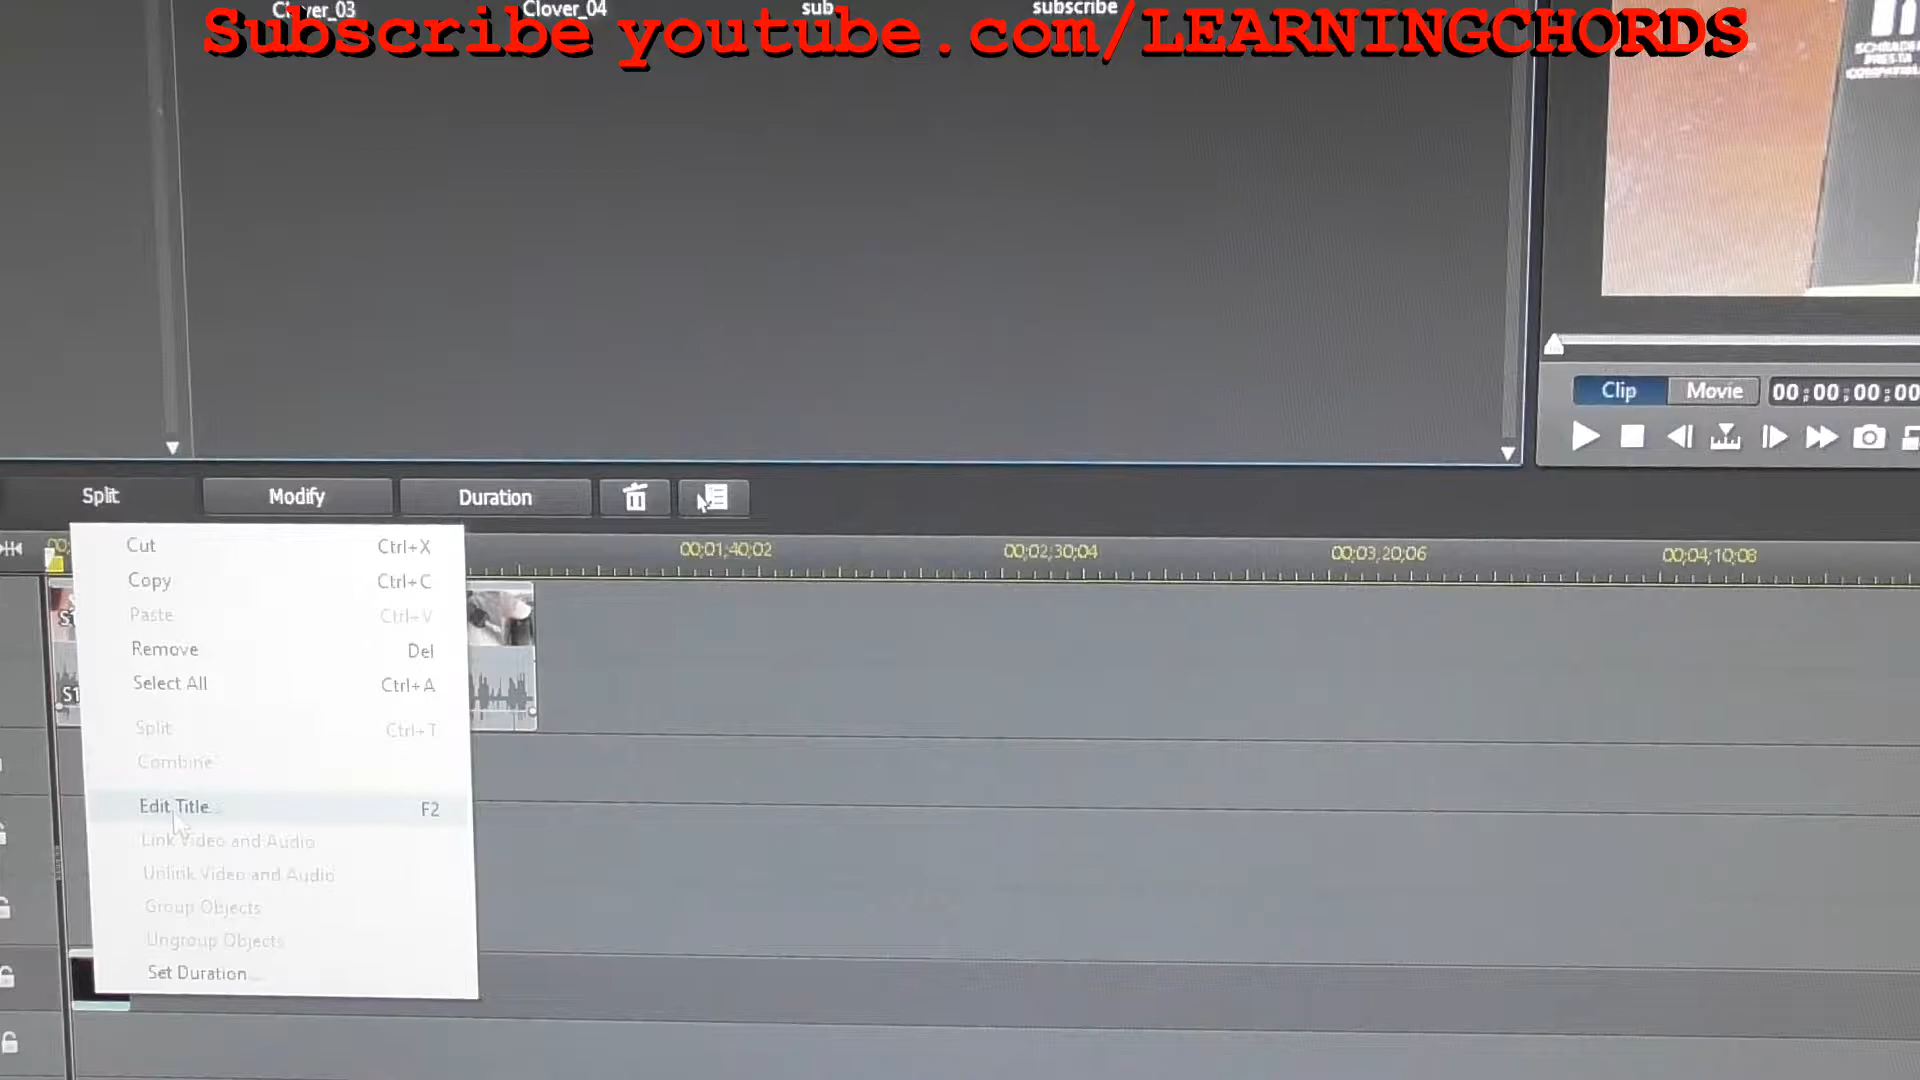 Clover_03 Clover_04 sub subscribe
Subscribe youtube.com/LEARNINGCHORDS
PRESTA
Clip Movie 00;00;00;00
Split Modify Duration
00;01;40;02 00;02;30;04 00;03;20;06 00;04;10;08
Cut Ctrl+X
Copy Ctrl+C
Paste Ctrl+V
Remove Del
Select All Ctrl+A
Split Ctrl+T
Combine
Edit Title... F2
Link Video and Audio
Unlink Video and Audio
Group Objects
Ungroup Objects
Set Duration...